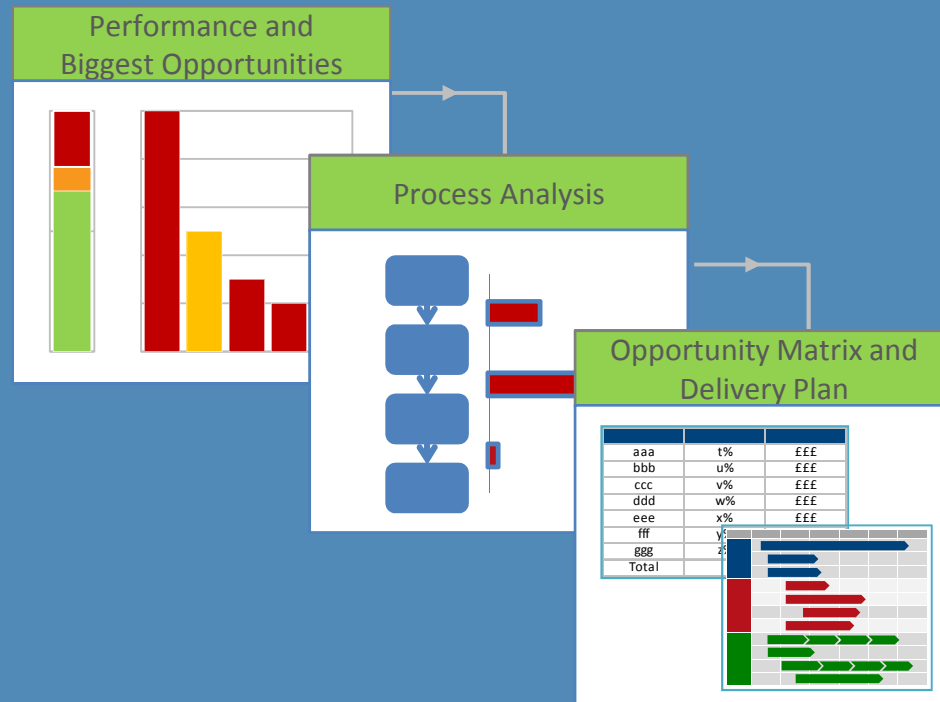 Performance and
Biggest Opportunities
Process Analysis
Opportunity Matrix and
Delivery Plan
aaa t% £££
bbb u% £££
ccc v% £££
ddd w% £££
eee x% £££
fff
ggg
Total